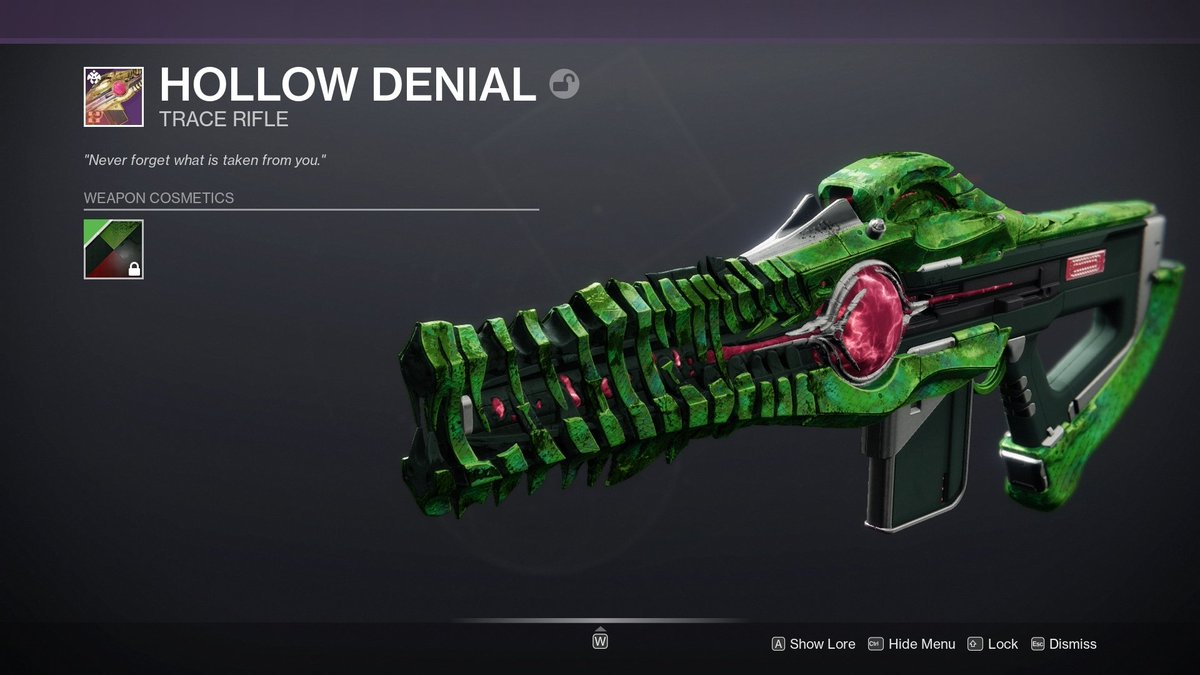 HOLLOW DENIAL
TRACE RIFLE
"Never forget what is taken from you."
WEAPON COSMETICS
W
A Show Lore Ctrl Hide Menu Lock Esc Dismiss